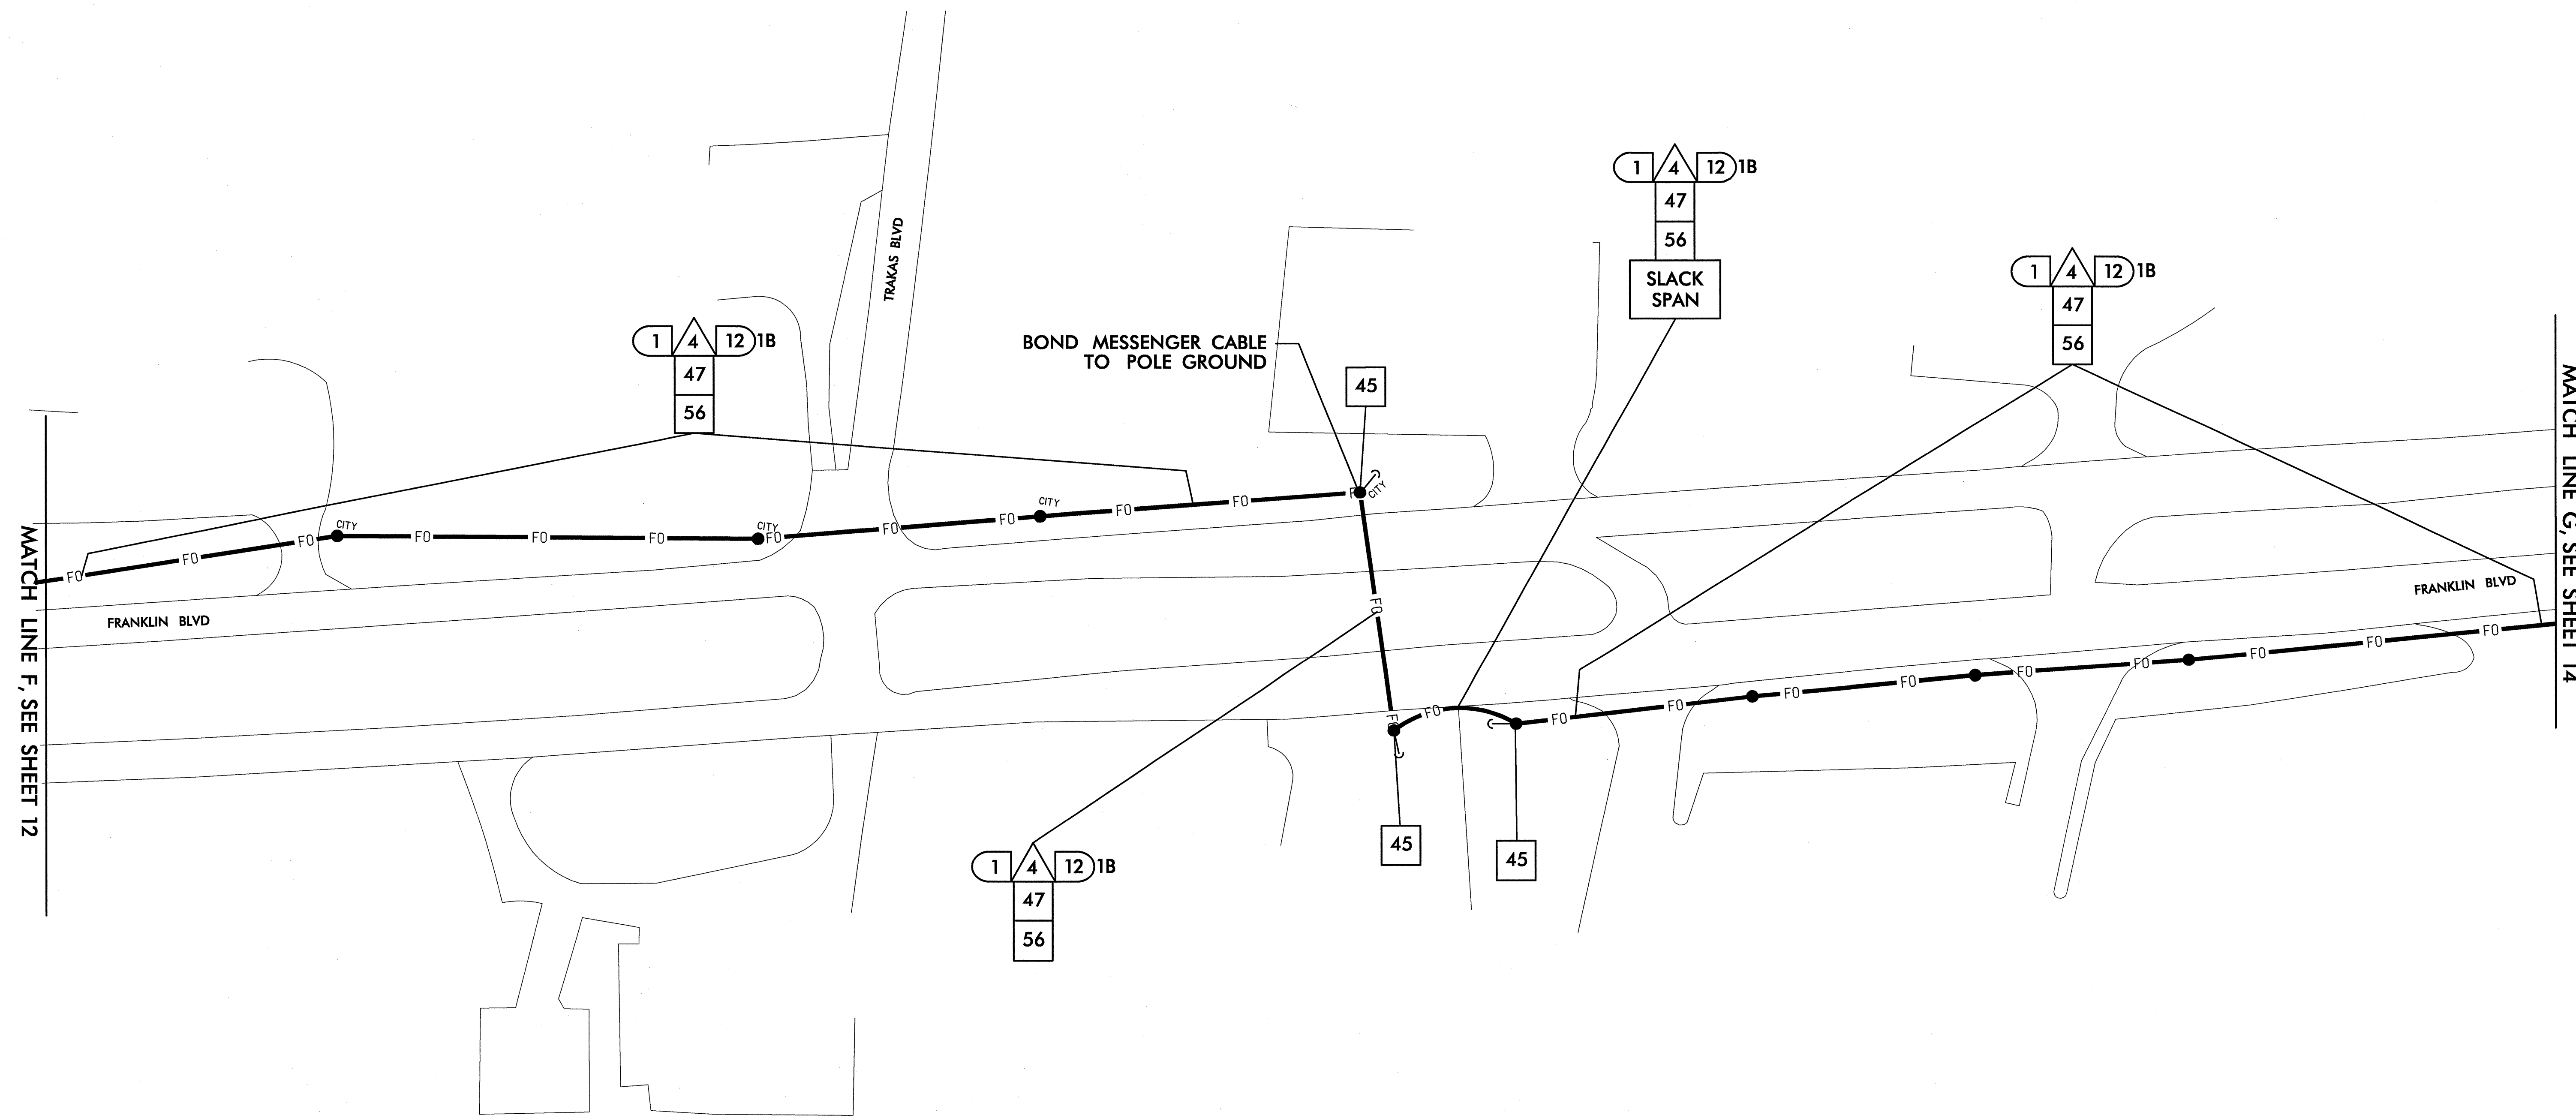 TRAKAS BLVD
1 4 12 1B
47
56
SLACK
SPAN
1 4 12 1B
47
56
1 4 12 1B
47
56
BOND MESSENGER CABLE
TO POLE GROUND
45
MATCH LINE F, SEE SHEET 12
MATCH LINE G, SEE SHEET 14
FO FO FO CITY FO FO FO CITY FO FO FO CITY FO FO F CITY
FO
FO
FRANKLIN BLVD
FRANKLIN BLVD
FO FO FO FO FO FO FO FO FO FO
45
45
1 4 12 1B
47
56